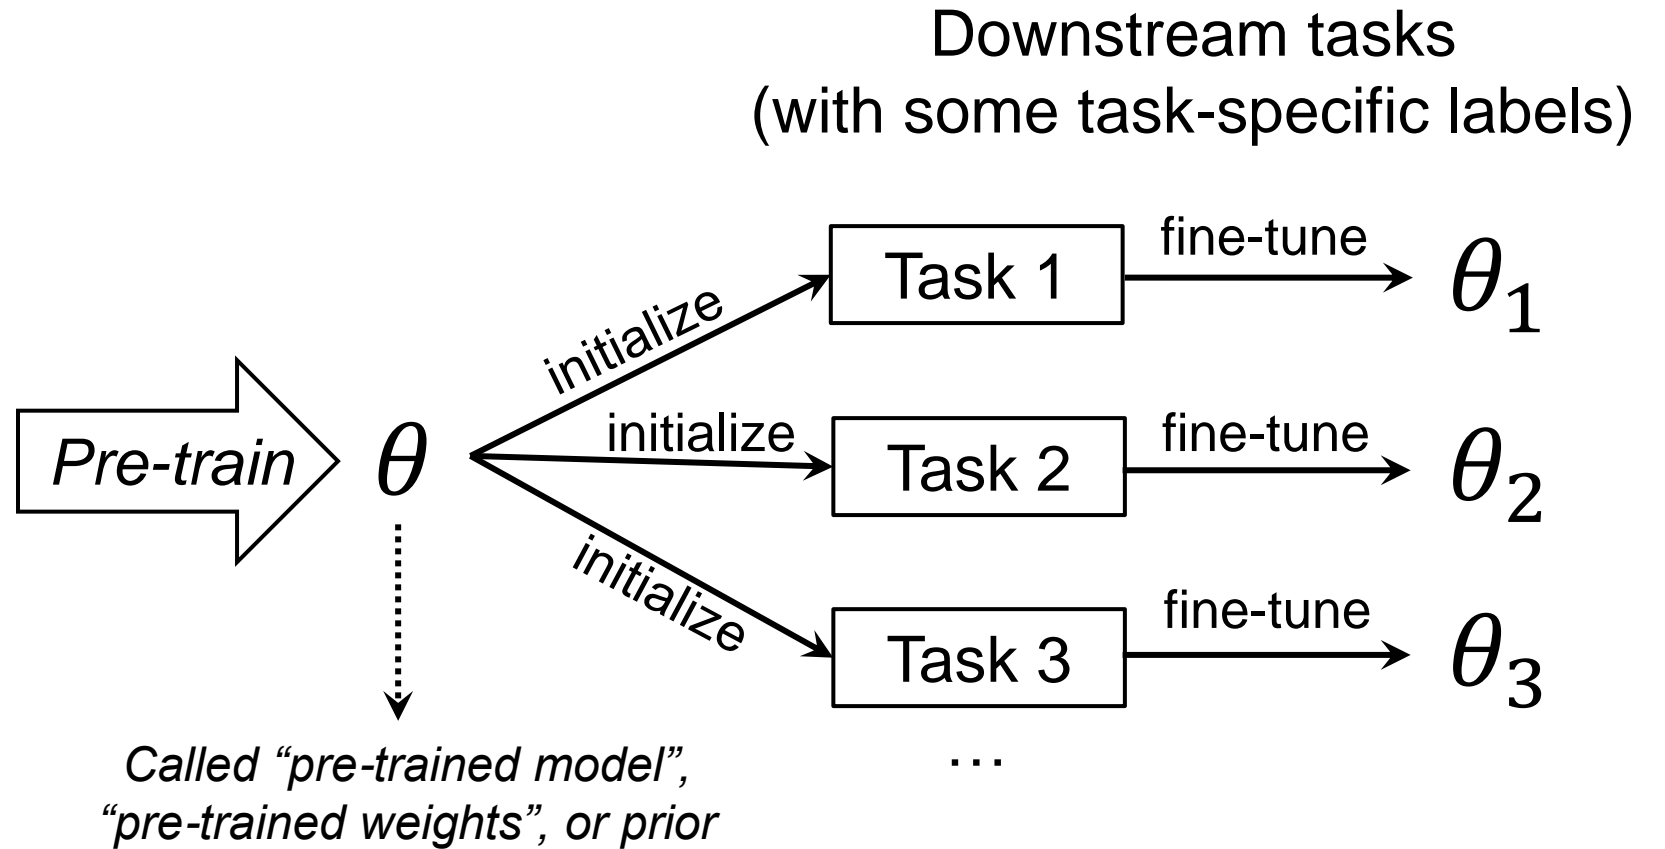 Downstream tasks
(with some task-specific labels)
Pre-train
θ
initialize
Task 1
fine-tune
θ₁
initialize
Task 2
fine-tune
θ₂
initialize
Task 3
fine-tune
θ₃
…
Called “pre-trained model”,
“pre-trained weights”, or prior